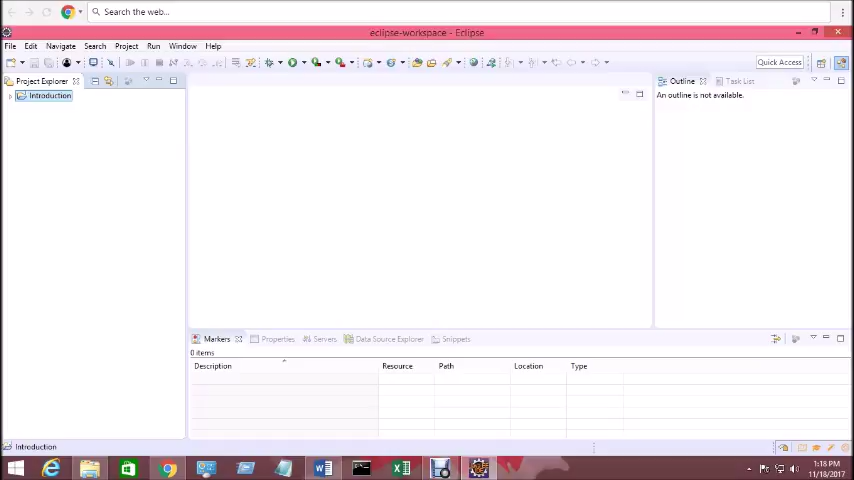 Search the web...
eclipse-workspace - Eclipse
File Edit Navigate Search Project Run Window Help
Quick Access
Project Explorer
Introduction
Outline Task List
An outline is not available.
Markers Properties Servers Data Source Explorer Snippets
0 items
Description Resource Path Location Type
Introduction
1:18 PM
11/18/2017